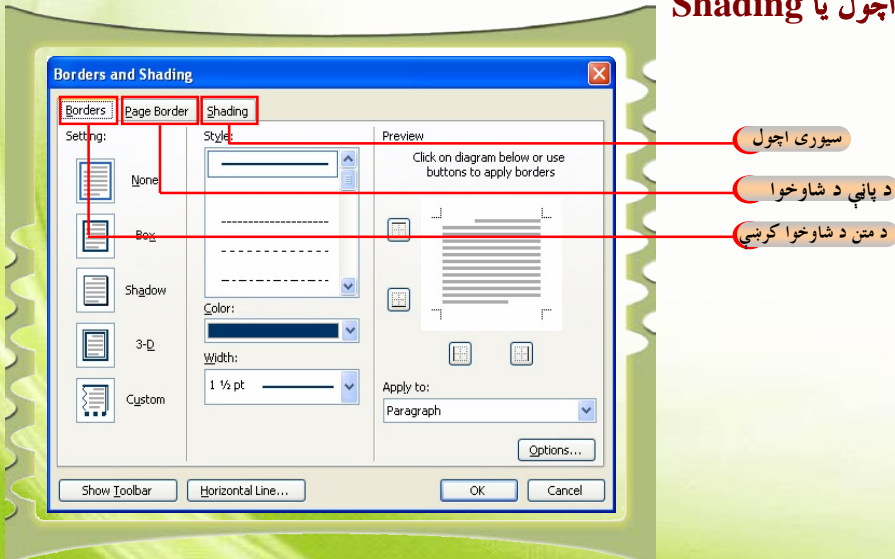 اچول یا Shading
Borders and Shading
Borders
Page Border
Shading
Setting:
None
Box
Shadow
3-D
Custom
Style:
Color:
Width:
1 ½ pt
Preview
Click on diagram below or use
buttons to apply borders
Apply to:
Paragraph
Options...
Show Toolbar
Horizontal Line...
OK
Cancel
سیوری اچول
د پاڼې د شاوخوا
د متن د شاوخوا کرښې